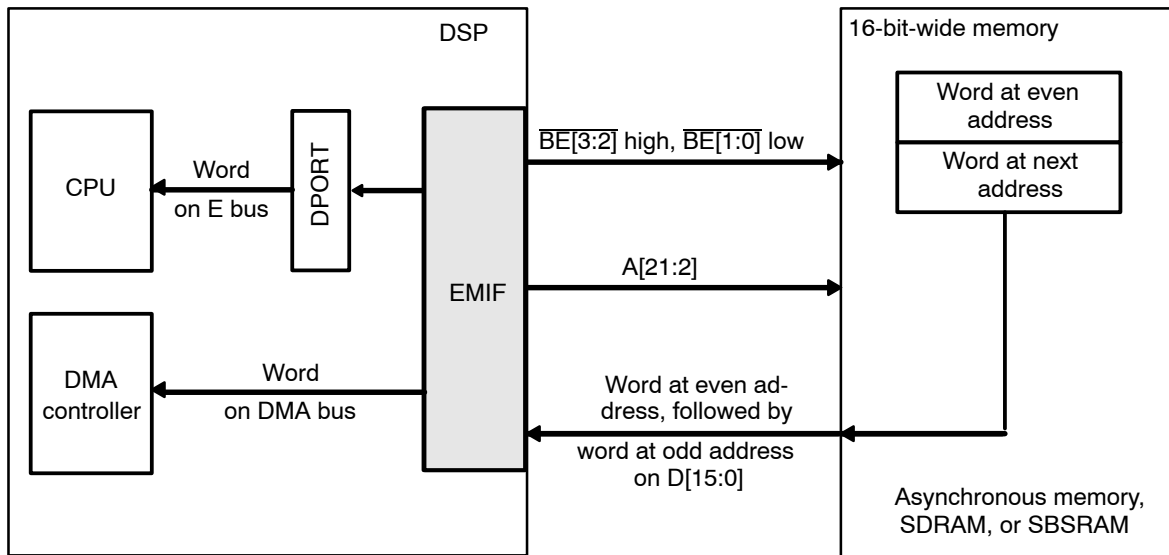 DSP
16-bit-wide memory
Word at even
address
Word at next
address
B̅E̅[̅3̅:̅2̅]̅ high, B̅E̅[̅1̅:̅0̅]̅ low
CPU
Word
on E bus
DPORT
A[21:2]
EMIF
DMA
controller
Word
on DMA bus
Word at even ad-
dress, followed by
word at odd address
on D[15:0]
Asynchronous memory,
SDRAM, or SBSRAM